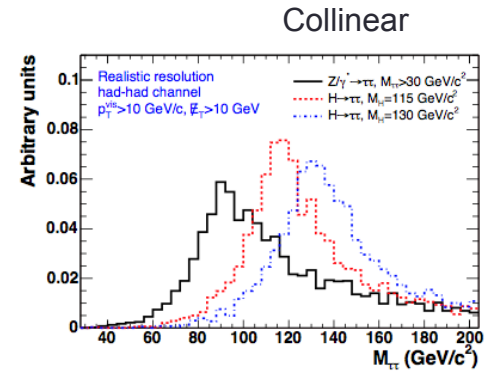 Collinear
Arbitrary units
0.1
0.08
0.06
0.04
0.02
0
Realistic resolution
had-had channel
p_T^vis>10 GeV/c, E̸_T>10 GeV
Z/γ*→ττ, M_ττ>30 GeV/c²
H→ττ, M_H=115 GeV/c²
H→ττ, M_H=130 GeV/c²
40 60 80 100 120 140 160 180 200
M_ττ (GeV/c²)